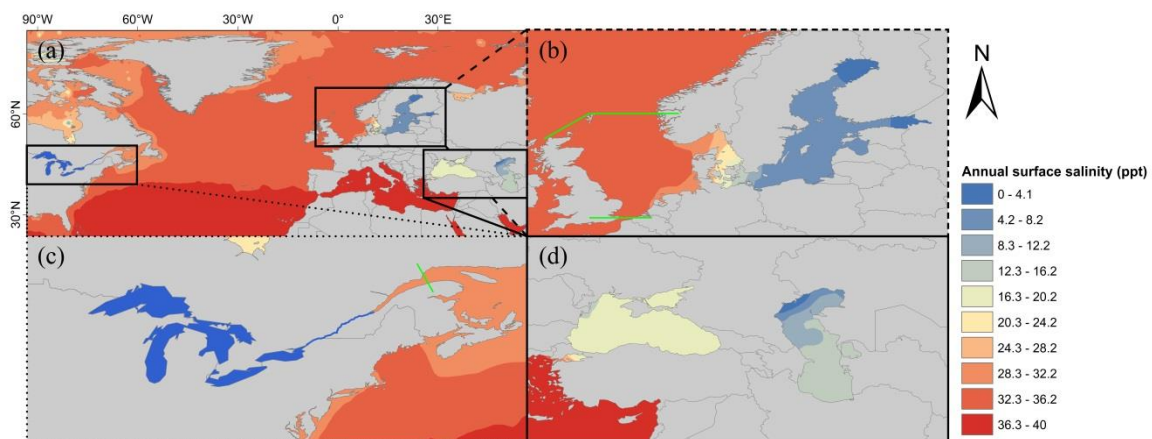 90°W 60°W 30°W 0° 30°E
(a) (b) N
60°N
30°N
Annual surface salinity (ppt)
0 - 4.1
4.2 - 8.2
8.3 - 12.2
12.3 - 16.2
16.3 - 20.2
20.3 - 24.2
24.3 - 28.2
28.3 - 32.2
32.3 - 36.2
36.3 - 40
(c) (d)